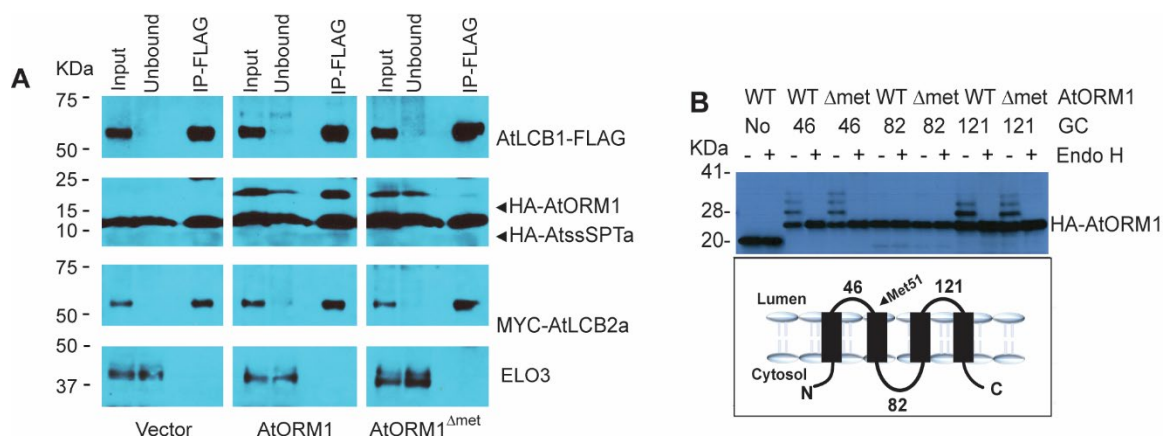 A
KDa
Input Unbound IP-FLAG Input Unbound IP-FLAG Input Unbound IP-FLAG
75 -
50 -
AtLCB1-FLAG
25 -
15 -
10 -
◄HA-AtORM1
◄HA-AtssSPTa
50 -
MYC-AtLCB2a
50 -
37 -
ELO3
Vector AtORM1 AtORM1Δmet
B
WT WT Δmet WT Δmet WT Δmet AtORM1
No 46 46 82 82 121 121 GC
- + - + - + - + - + - + - + Endo H
KDa
41-
28 -
20 -
HA-AtORM1
46 Met51 121
Lumen
Cytosol
N 82 C